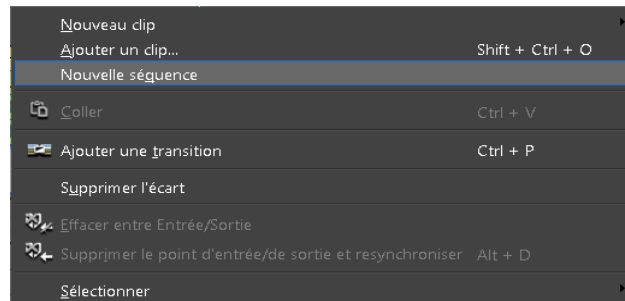 Nouveau clip
Ajouter un clip... Shift + Ctrl + O
Nouvelle séquence
Coller Ctrl + V
Ajouter une transition Ctrl + P
Supprimer l'écart
Effacer entre Entrée/Sortie
Supprimer le point d'entrée/de sortie et resynchroniser Alt + D
Sélectionner